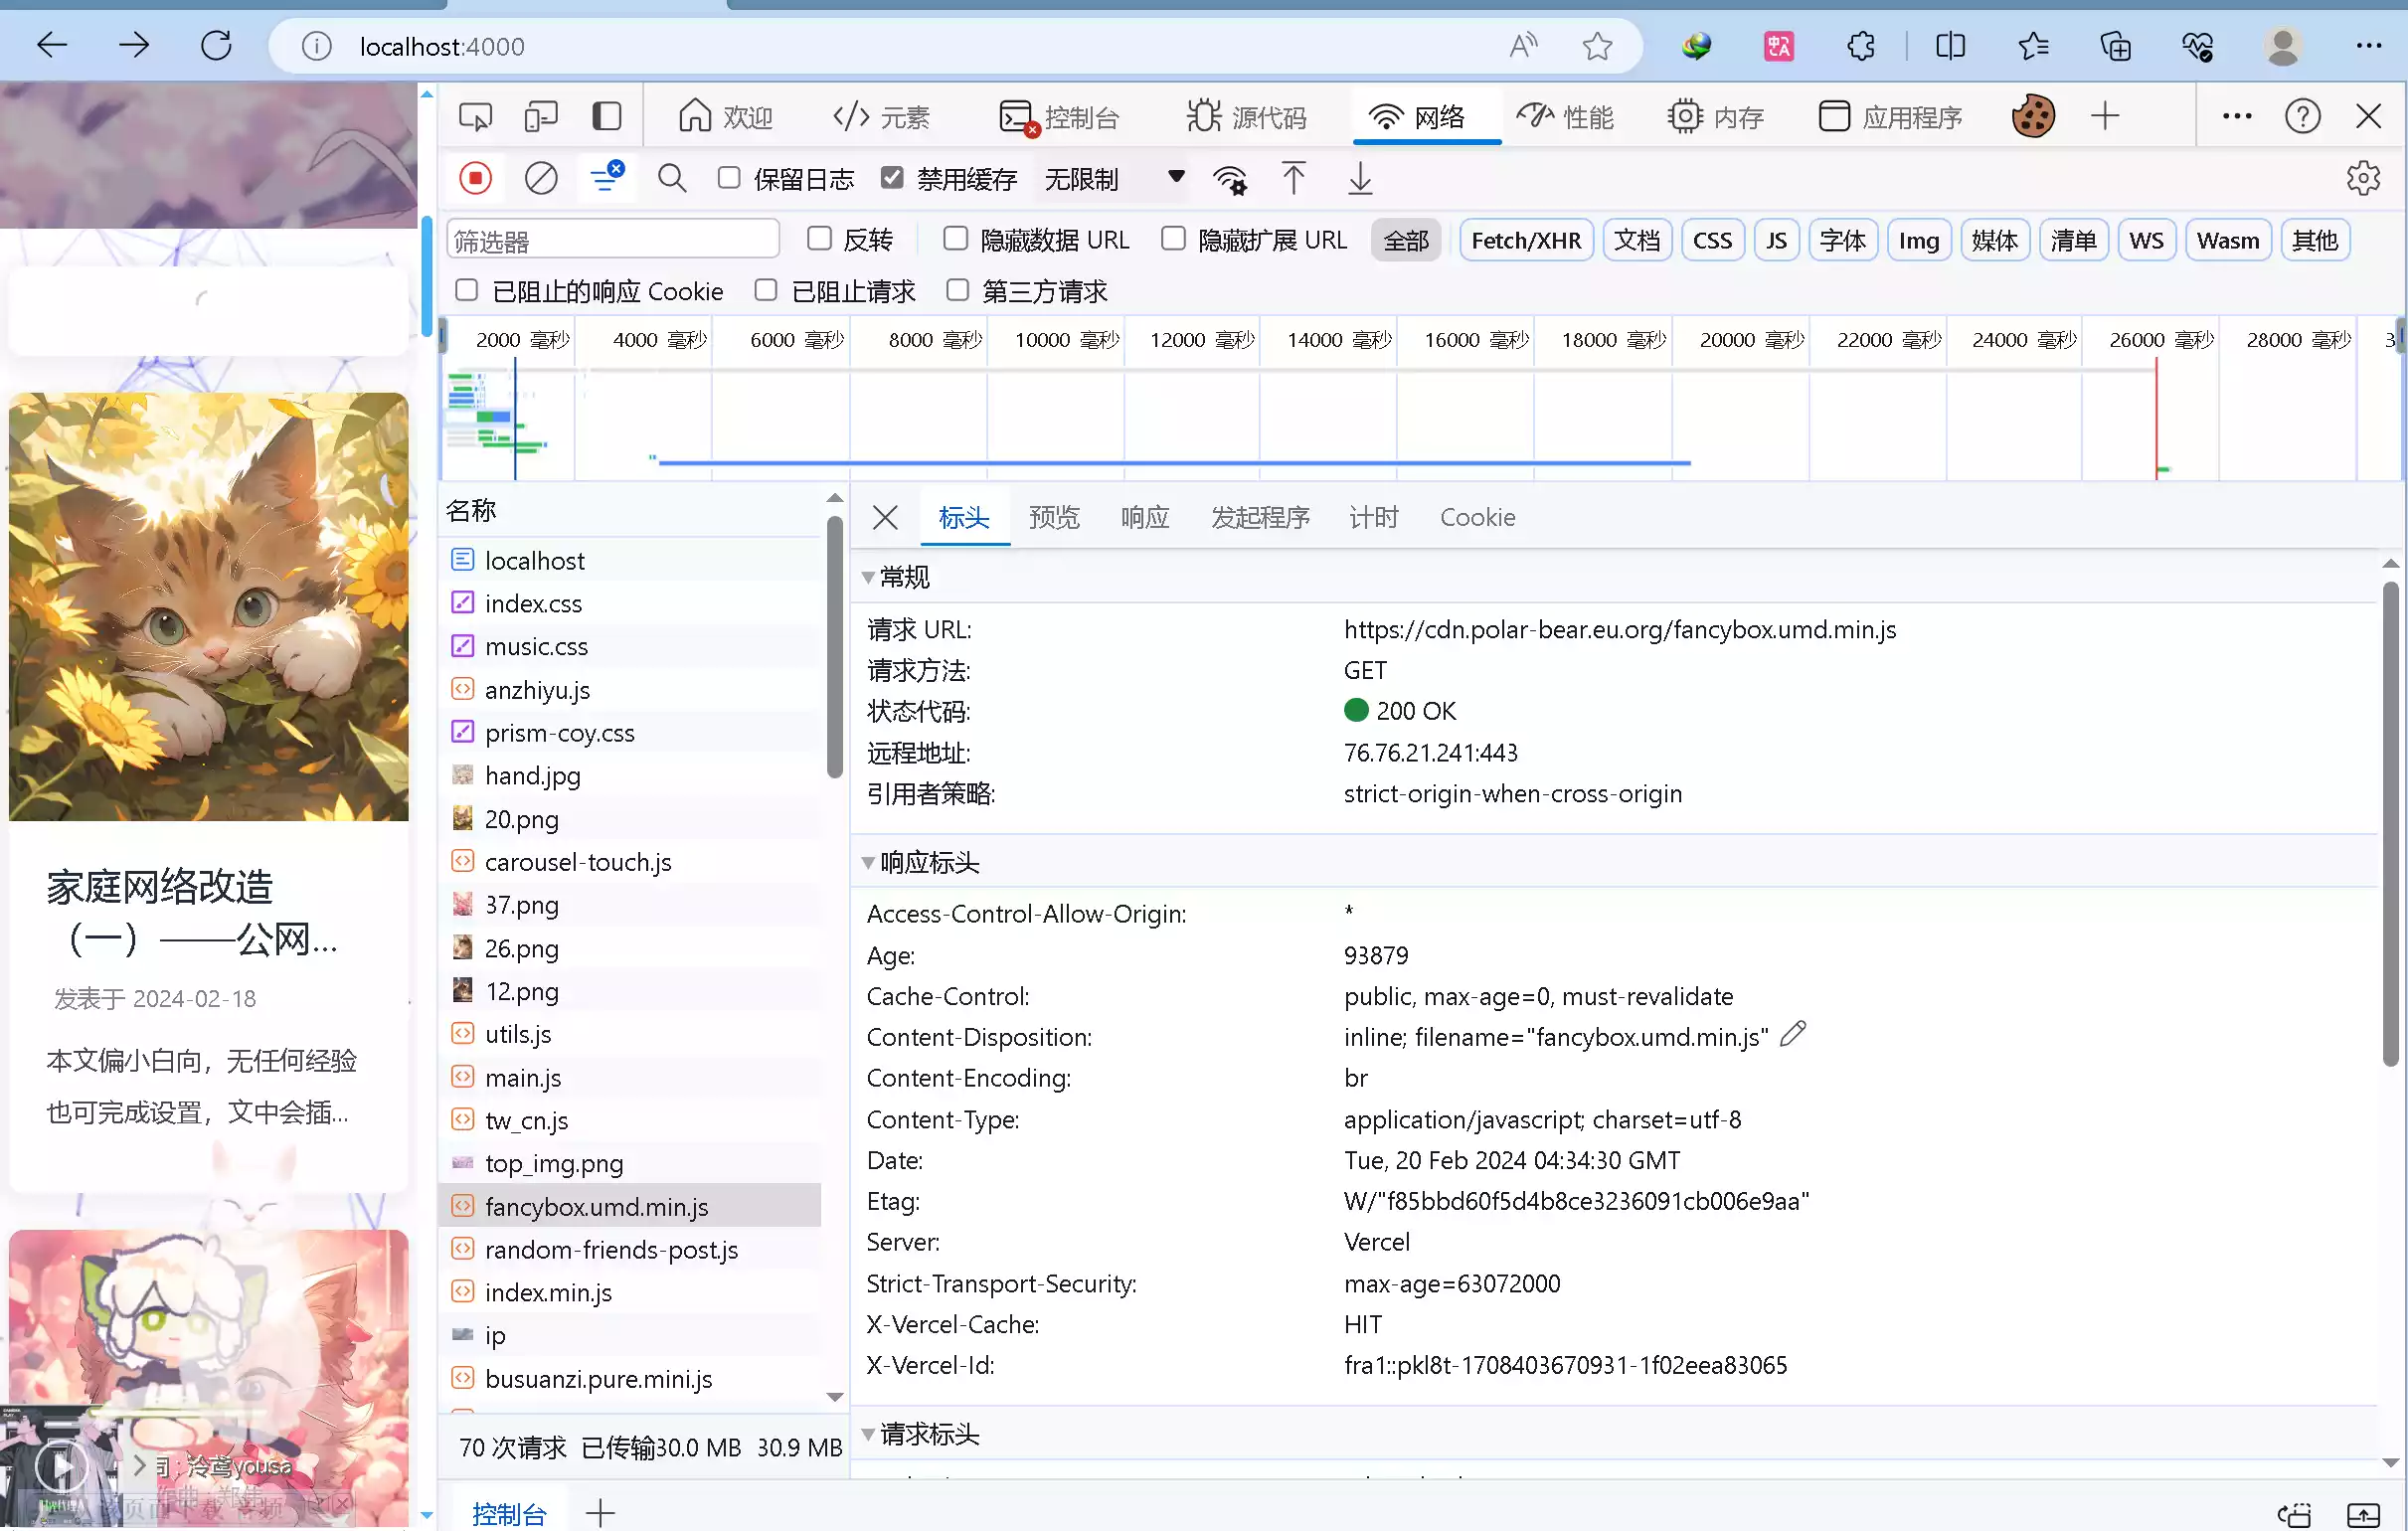 localhost:4000
欢迎
元素
控制台
源代码
网络
性能
内存
应用程序
保留日志
禁用缓存
无限制
筛选器
反转
隐藏数据 URL
隐藏扩展 URL
全部
Fetch/XHR
文档
CSS
JS
字体
Img
媒体
清单
WS
Wasm
其他
已阻止的响应 Cookie
已阻止请求
第三方请求
2000 毫秒
4000 毫秒
6000 毫秒
8000 毫秒
10000 毫秒
12000 毫秒
14000 毫秒
16000 毫秒
18000 毫秒
20000 毫秒
22000 毫秒
24000 毫秒
26000 毫秒
28000 毫秒
名称
localhost
index.css
music.css
anzhiyu.js
prism-coy.css
hand.jpg
20.png
carousel-touch.js
37.png
26.png
12.png
utils.js
main.js
tw_cn.js
top_img.png
fancybox.umd.min.js
random-friends-post.js
index.min.js
ip
busuanzi.pure.mini.js
70 次请求 已传输30.0 MB 30.9 MB
标头
预览
响应
发起程序
计时
Cookie
常规
请求 URL: https://cdn.polar-bear.eu.org/fancybox.umd.min.js
请求方法: GET
状态代码: 200 OK
远程地址: 76.76.21.241:443
引用者策略: strict-origin-when-cross-origin
响应标头
Access-Control-Allow-Origin: *
Age: 93879
Cache-Control: public, max-age=0, must-revalidate
Content-Disposition: inline; filename="fancybox.umd.min.js"
Content-Encoding: br
Content-Type: application/javascript; charset=utf-8
Date: Tue, 20 Feb 2024 04:34:30 GMT
Etag: W/"f85bbd60f5d4b8ce3236091cb006e9aa"
Server: Vercel
Strict-Transport-Security: max-age=63072000
X-Vercel-Cache: HIT
X-Vercel-Id: fra1::pkl8t-1708403670931-1f02eea83065
请求标头
控制台
家庭网络改造
（一）——公网...
发表于 2024-02-18
本文偏小白向，无任何经验
也可完成设置，文中会插...
泠鸢yousa